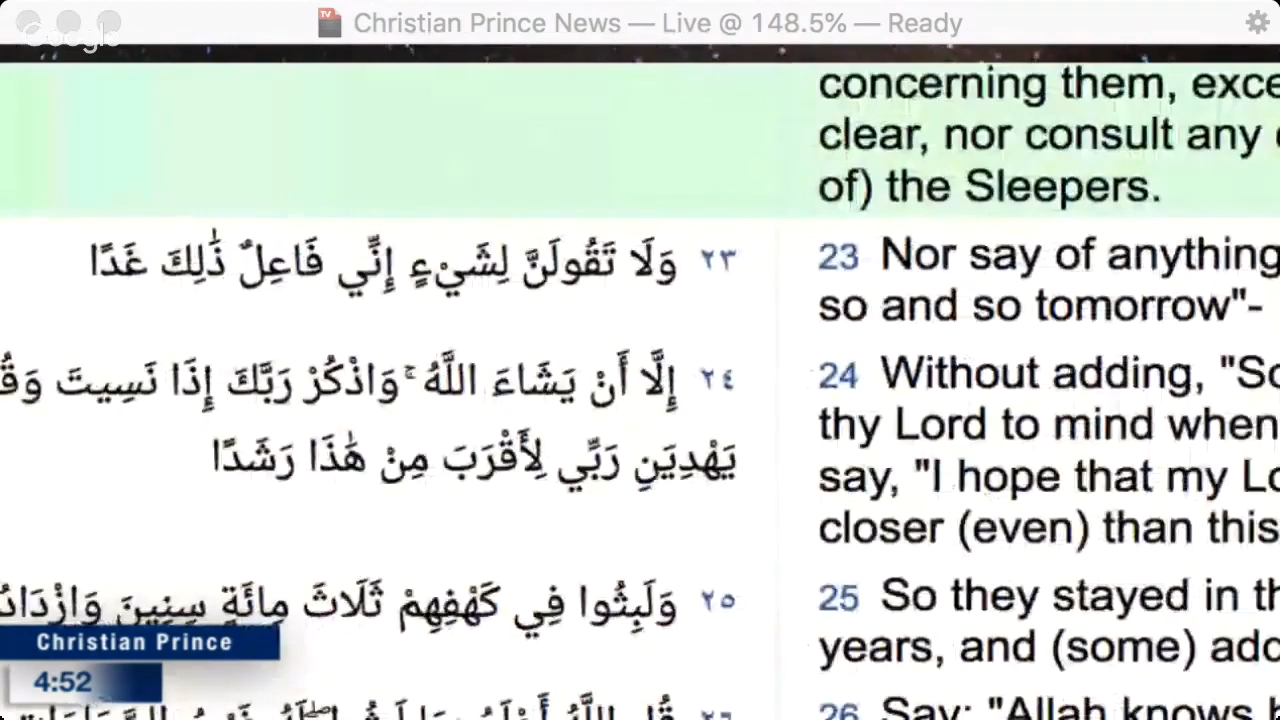 Christian Prince News — Live @ 148.5% — Ready
Google
concerning them, exce
clear, nor consult any
of) the Sleepers.
٢٣ وَلَا تَقُولَنَّ لِشَيْءٍ إِنِّي فَاعِلٌ ذَٰلِكَ غَدًا
23 Nor say of anything
so and so tomorrow"-
٢٤ إِلَّا أَنْ يَشَاءَ اللَّهُ ۚ وَاذْكُرْ رَبَّكَ إِذَا نَسِيتَ وَقُ
يَهْدِيَنِ رَبِّي لِأَقْرَبَ مِنْ هَٰذَا رَشَدًا
24 Without adding, "So
thy Lord to mind when
say, "I hope that my Lo
closer (even) than this
٢٥ وَلَبِثُوا فِي كَهْفِهِمْ ثَلَاثَ مِائَةٍ سِنِينَ وَازْدَادُ
25 So they stayed in th
years, and (some) add
26 Say: "Allah knows
Christian Prince
4:52